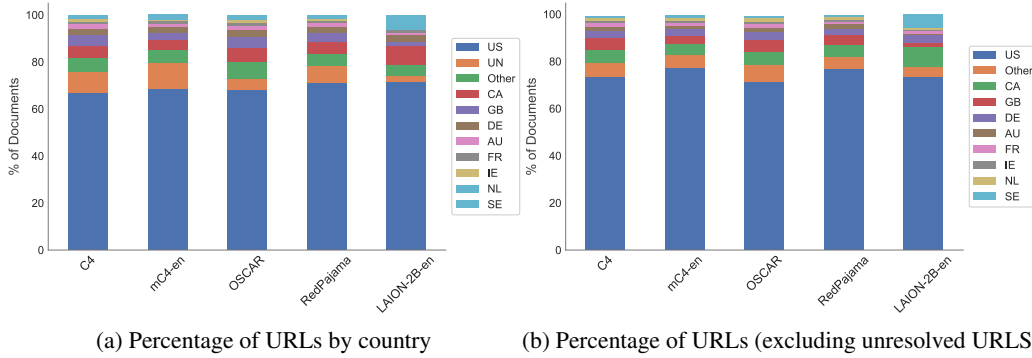 100
80
60
40
20
0
% of Documents
C4
mC4-en
OSCAR
RedPajama
LAION-2B-en
US
UN
Other
CA
GB
DE
AU
FR
IE
NL
SE
(a) Percentage of URLs by country
100
80
60
40
20
0
% of Documents
C4
mC4-en
OSCAR
RedPajama
LAION-2B-en
US
Other
CA
GB
DE
AU
FR
IE
NL
SE
(b) Percentage of URLs (excluding unresolved URLS